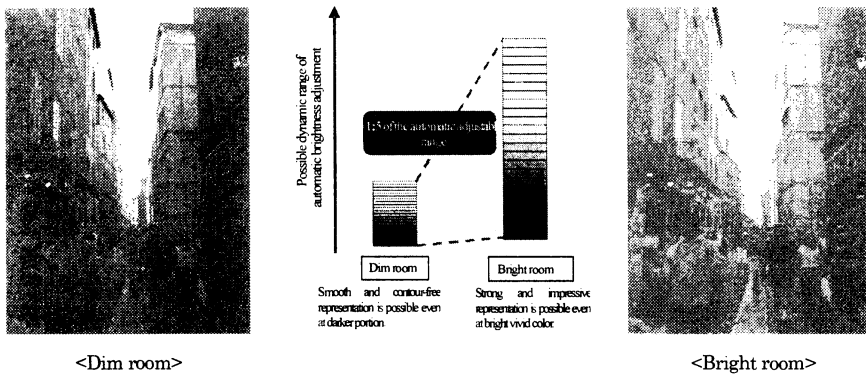 Possible dynamic range of
automatic brightness adjustment
1:5 of the automatic adjustable
range
Dim room
Bright room
Smooth and contour-free
representation is possible even
at darker portion.
Strong and impressive
representation is possible even
at bright vivid color.
<Dim room>
<Bright room>